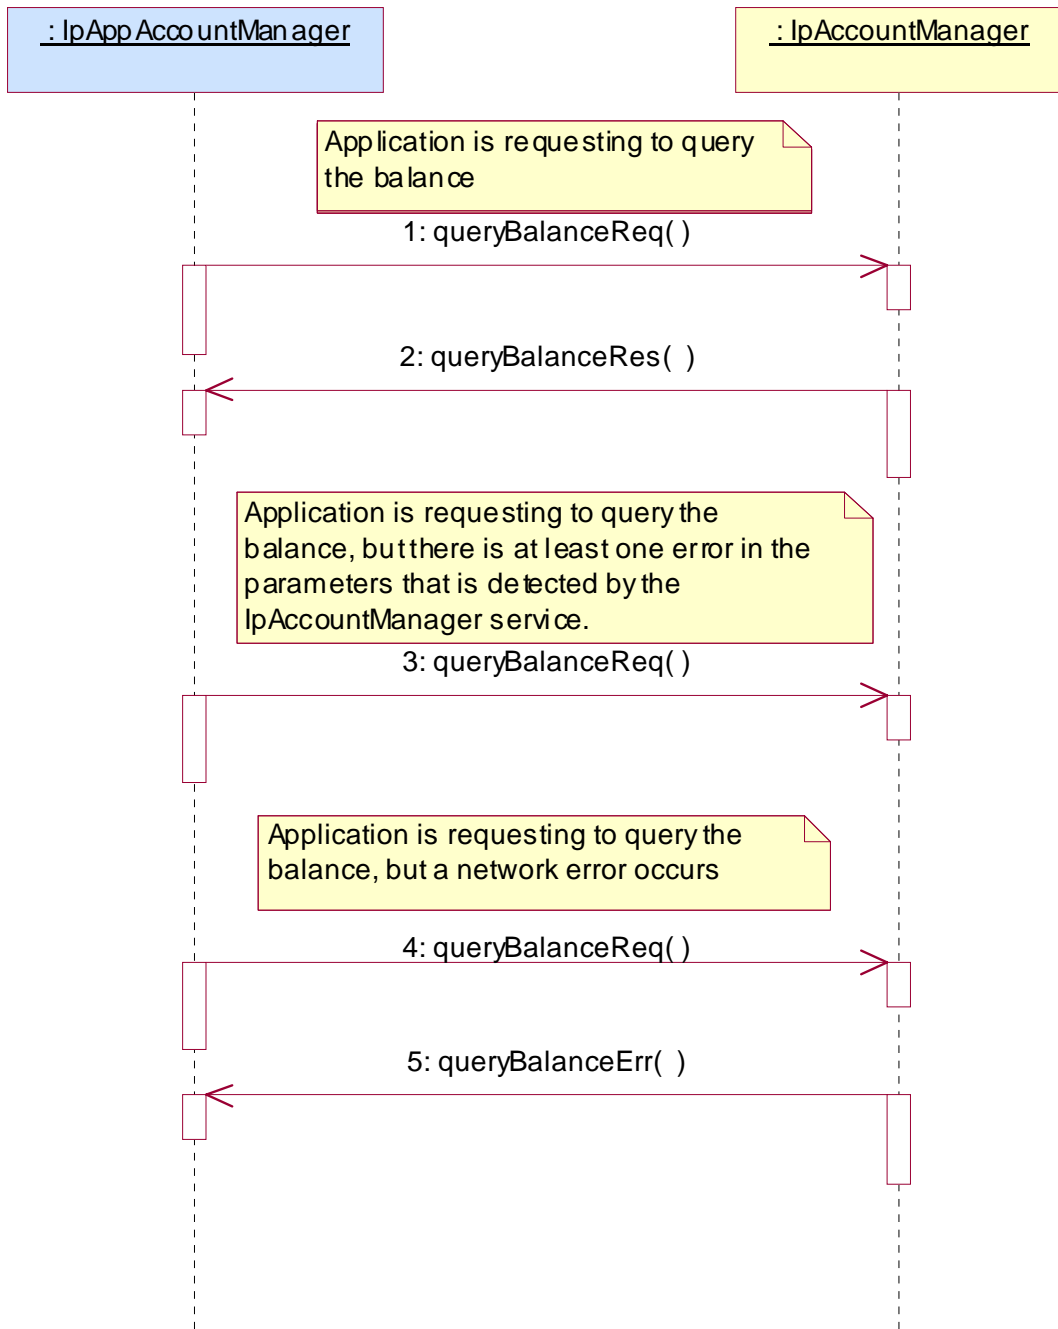 : IpAppAccountManager
: IpAccountManager
Application is requesting to query
the balance
1: queryBalanceReq( )
2: queryBalanceRes( )
Application is requesting to query the
balance, but there is at least one error in the
parameters that is detected by the
IpAccountManager service.
3: queryBalanceReq( )
Application is requesting to query the
balance, but a network error occurs
4: queryBalanceReq( )
5: queryBalanceErr( )